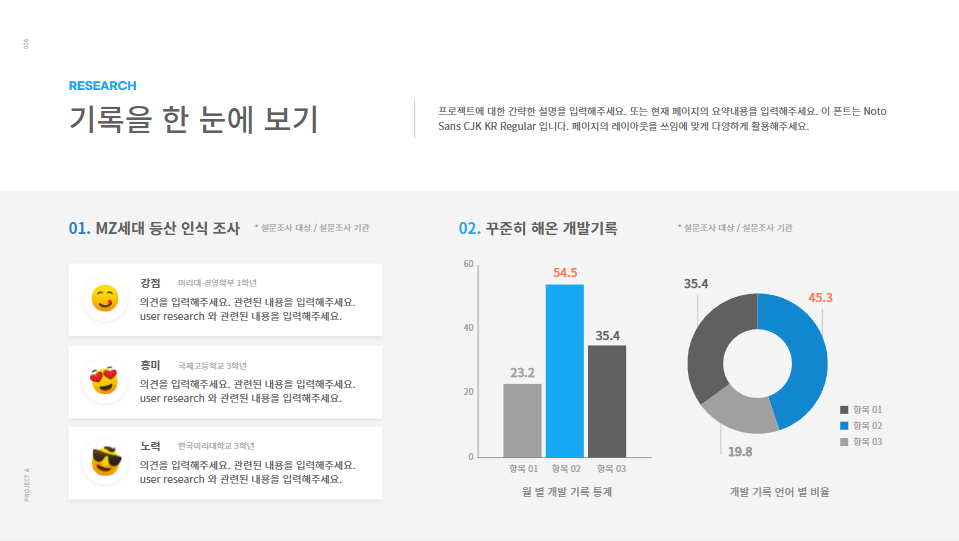 008
RESEARCH
기록을 한 눈에 보기
프로젝트에 대한 간략한 설명을 입력해주세요. 또는 현재 페이지의 요약내용을 입력해주세요. 이 폰트는 Noto
Sans CJK KR Regular 입니다. 페이지의 레이아웃을 쓰임에 맞게 다양하게 활용해주세요.
01. MZ세대 등산 인식 조사
* 설문조사 대상 / 설문조사 기관
강점
미리대 경영학부 1학년
의견을 입력해주세요. 관련된 내용을 입력해주세요.
user research 와 관련된 내용을 입력해주세요.
흥미
국제고등학교 3학년
의견을 입력해주세요. 관련된 내용을 입력해주세요.
user research 와 관련된 내용을 입력해주세요.
노력
한국미리대학교 3학년
의견을 입력해주세요. 관련된 내용을 입력해주세요.
user research 와 관련된 내용을 입력해주세요.
PROJECT A
02. 꾸준히 해온 개발기록
* 설문조사 대상 / 설문조사 기관
60
40
20
0
23.2
54.5
35.4
항목 01
항목 02
항목 03
월 별 개발 기록 통계
35.4
45.3
19.8
항목 01
항목 02
항목 03
개발 기록 언어 별 비율